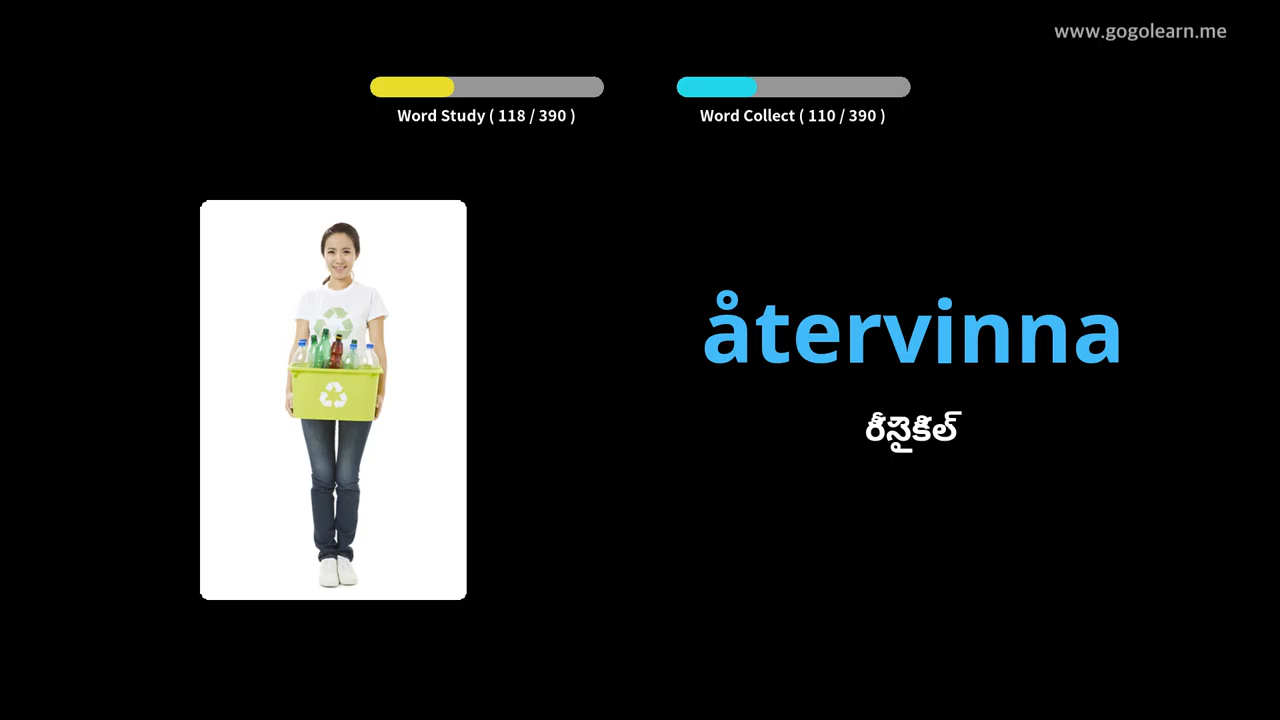 www.gogolearn.me
Word Study ( 118 / 390 )
Word Collect ( 110 / 390 )
återvinna
రీసైకిల్